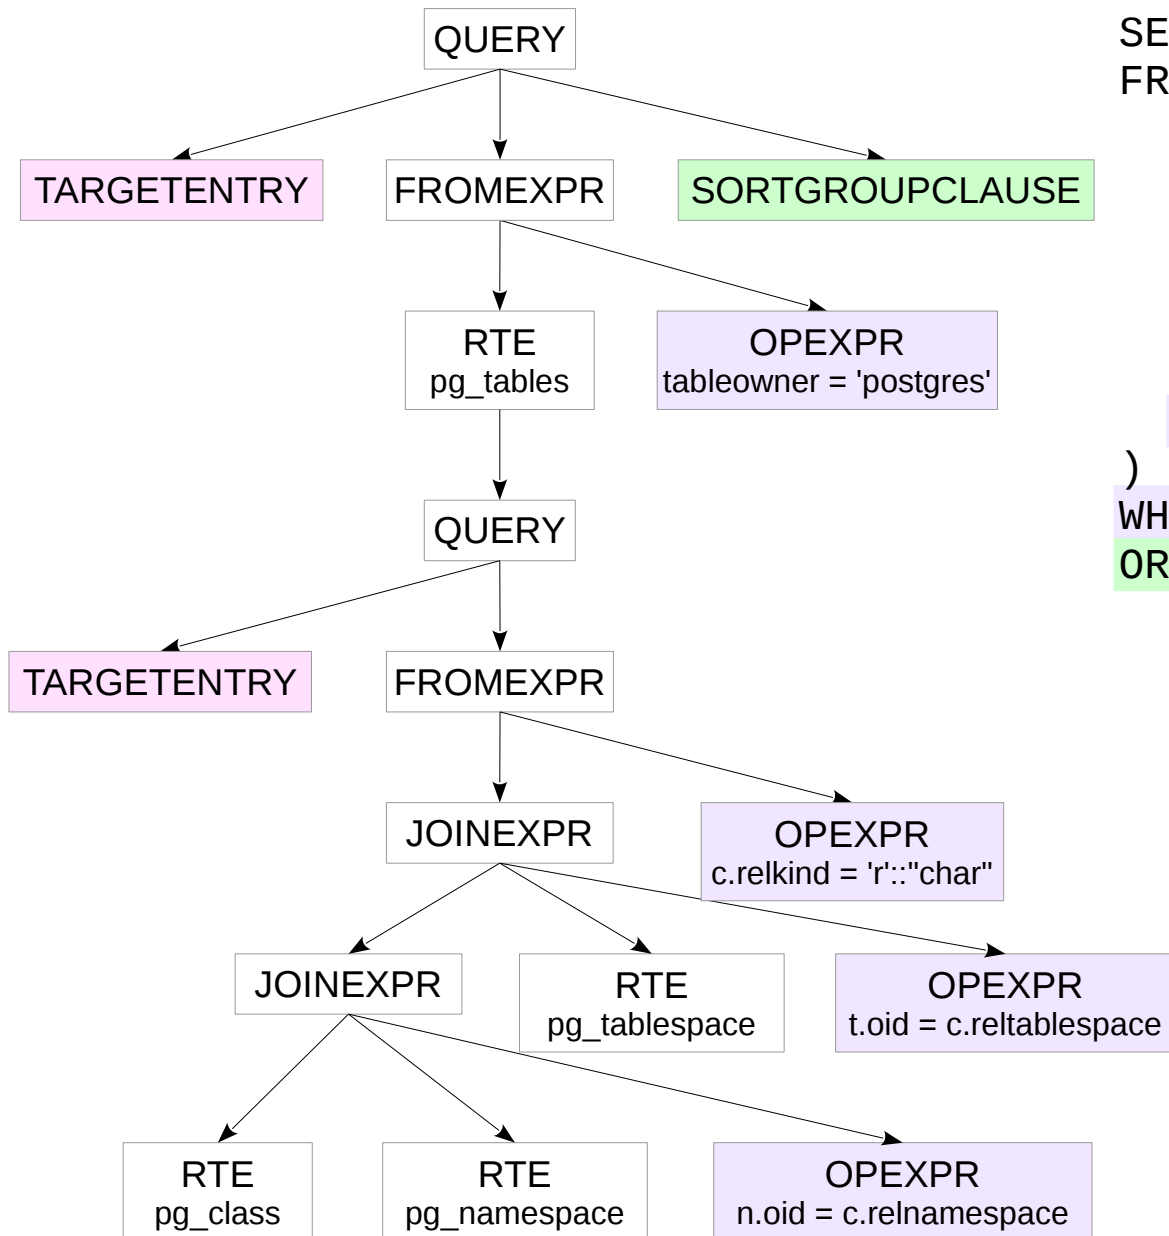 QUERY
TARGETENTRY
FROMEXPR
SORTGROUPCLAUSE
RTE
pg_tables
OPEXPR
tableowner = 'postgres'
QUERY
TARGETENTRY
FROMEXPR
JOINEXPR
OPEXPR
c.relkind = 'r'::"char"
JOINEXPR
RTE
pg_tablespace
OPEXPR
t.oid = c.reltablespace
RTE
pg_class
RTE
pg_namespace
OPEXPR
n.oid = c.relnamespace
SE
FR
)
WH
OR